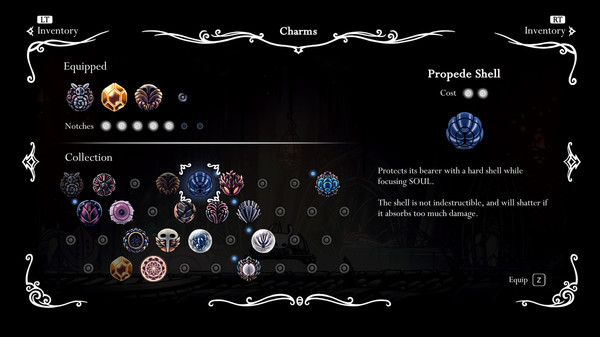 LT
RT
Inventory
Charms
Inventory
Equipped
Notches
Collection
Propede Shell
Cost
Protects its bearer with a hard shell while
focusing SOUL.
The shell is not indestructible, and will shatter if
it absorbs too much damage.
Equip Z